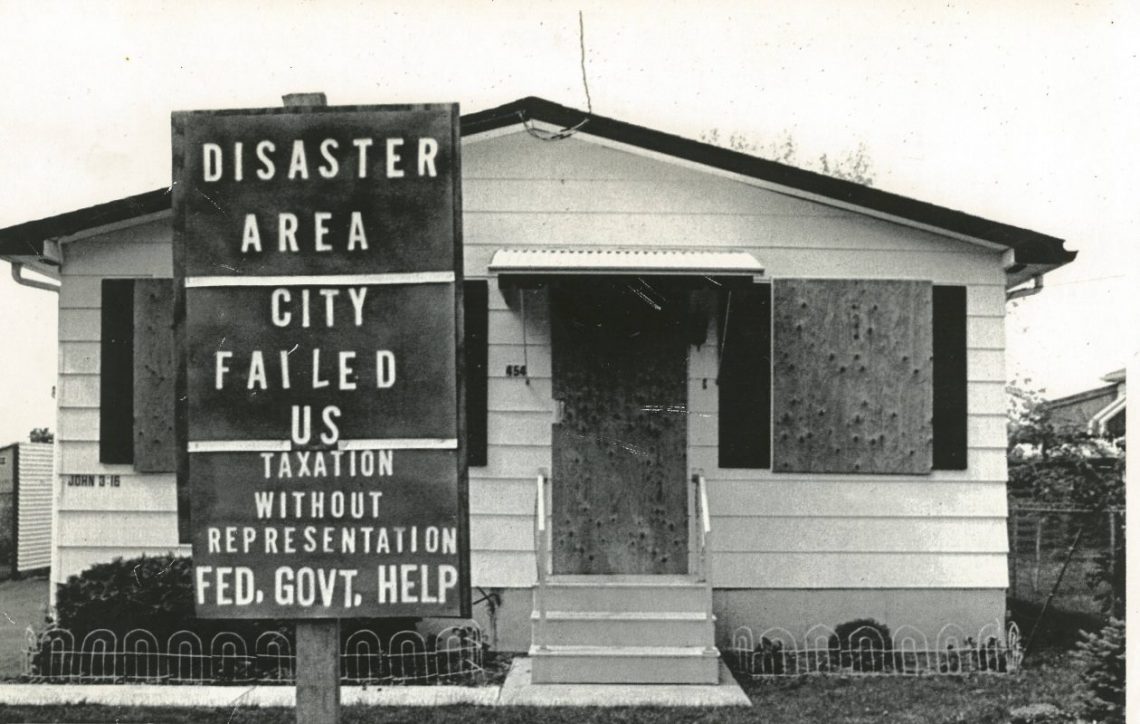 DISASTER
AREA
CITY
FAILED
US
TAXATION
WITHOUT
REPRESENTATION
FED. GOVT. HELP
454
JOHN 3:16